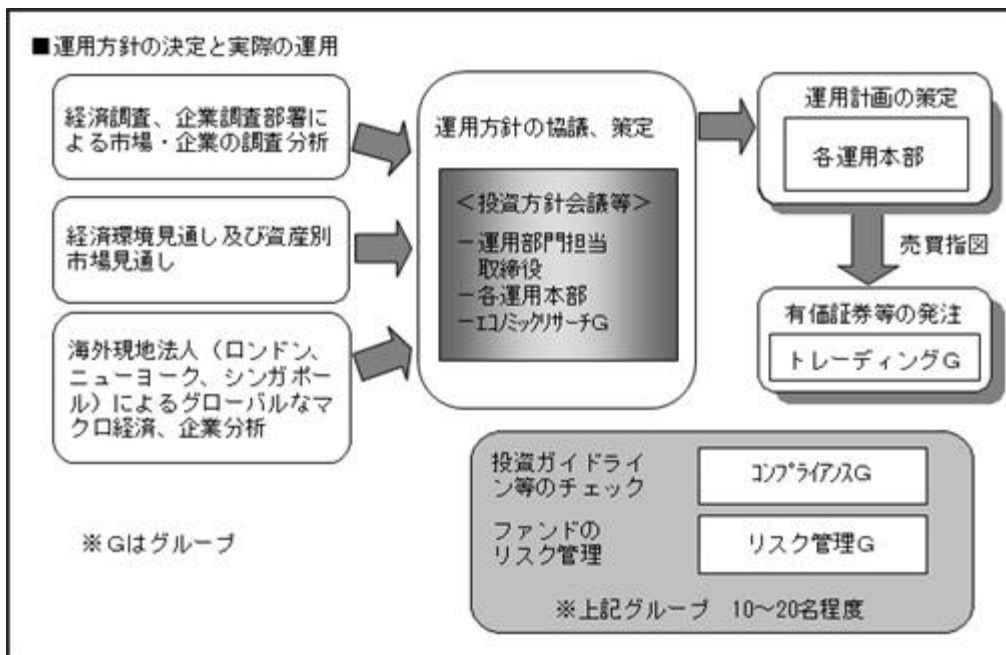 ■運用方針の決定と実際の運用
経済調査、企業調査部署に
よる市場・企業の調査分析
経済環境見通し及び資産別
市場見通し
海外現地法人（ロンドン、
ニューヨーク、シンガポー
ル）によるグローバルなマ
クロ経済、企業分析
運用方針の協議、策定
＜投資方針会議等＞
－運用部門担当
取締役
－各運用本部
－ｴｺﾉﾐｯｸﾘｻｰﾁG
運用計画の策定
各運用本部
売買指図
有価証券等の発注
トレーディングG
投資ガイドライ
ン等のチェック
ｺﾝﾌﾟﾗｲｱﾝｽG
ファンドの
リスク管理
リスク管理G
※上記グループ　10～20名程度
※Gはグループ